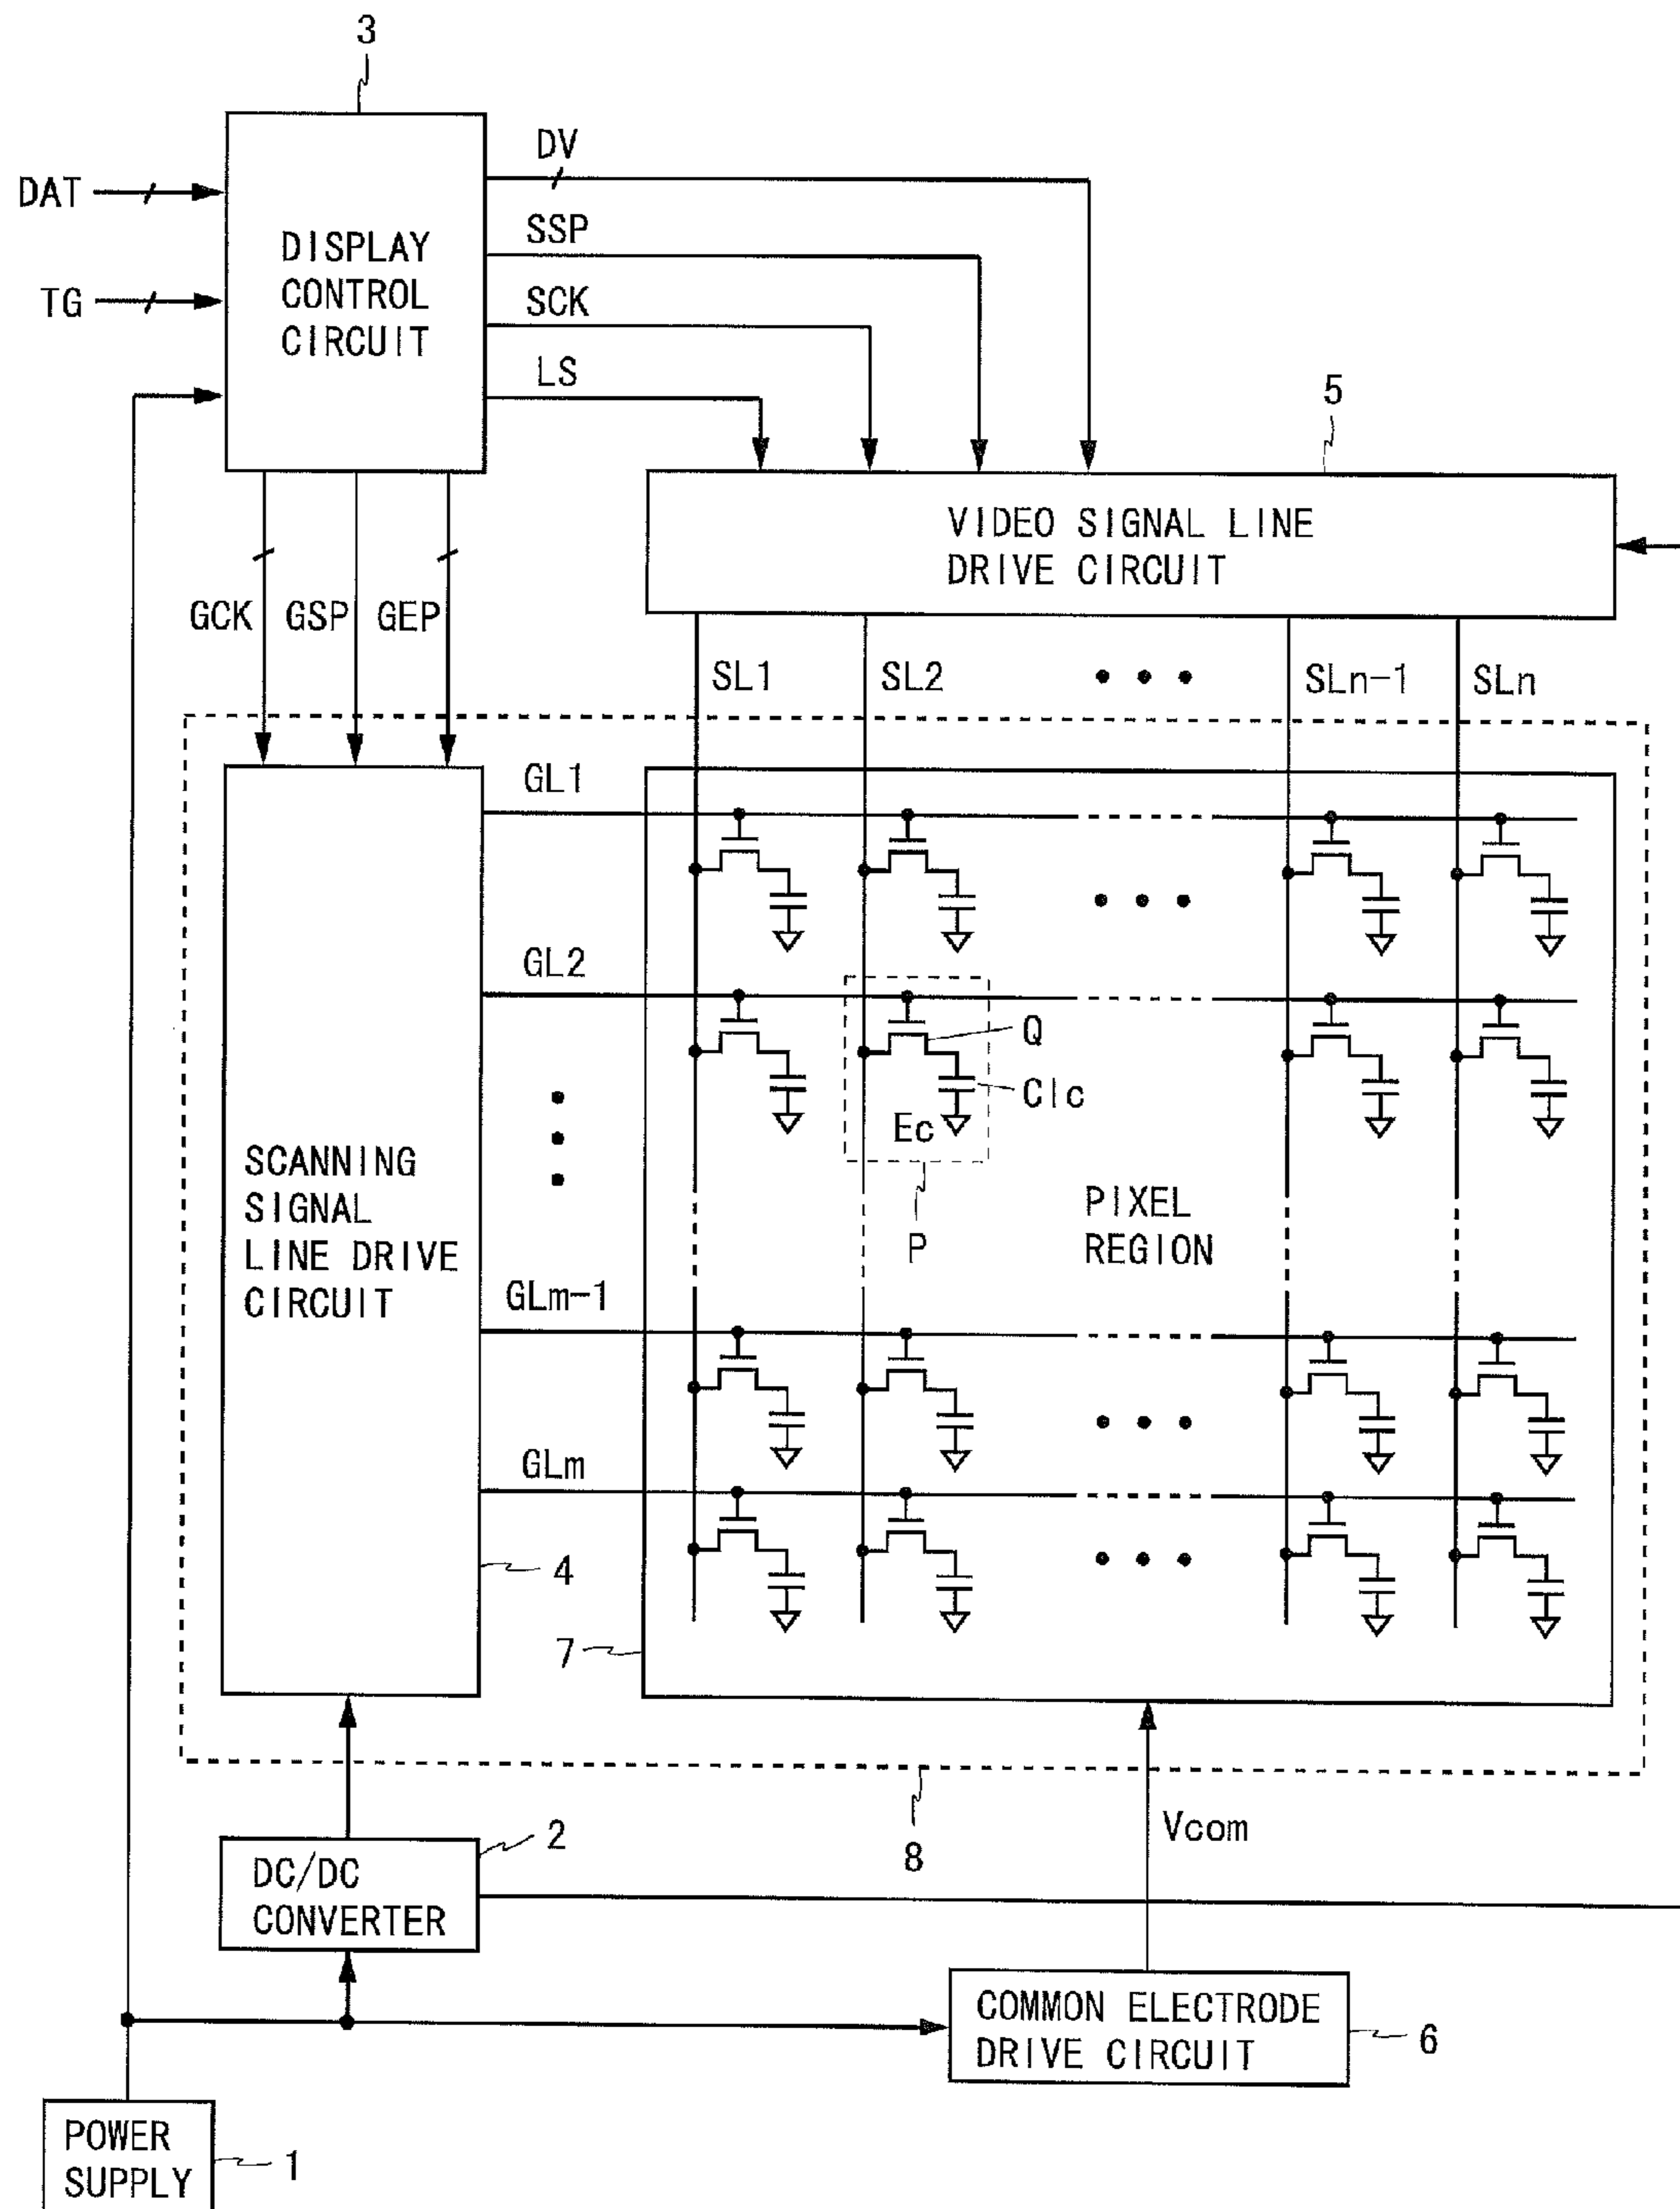 3
DV
DAT
SSP
DISPLAY
CONTROL
CIRCUIT
TG
SCK
LS
5
VIDEO SIGNAL LINE
DRIVE CIRCUIT
GCK
GSP
GEP
SL1
SL2
SLn-1
SLn
GL1
GL2
Q
Clc
Ec
SCANNING
SIGNAL
LINE DRIVE
CIRCUIT
P
PIXEL
REGION
GLm-1
GLm
4
7
Vcom
2
8
DC/DC
CONVERTER
COMMON ELECTRODE
DRIVE CIRCUIT
6
POWER
SUPPLY
1